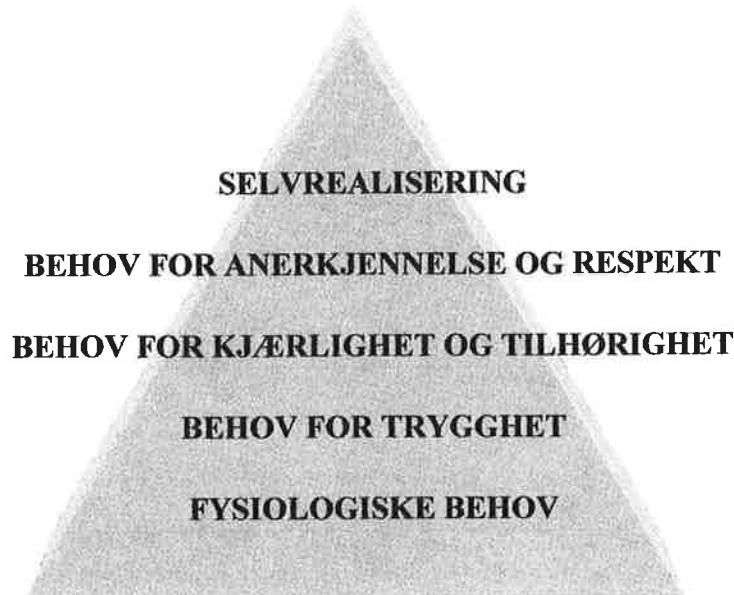 SELVREALISERING
BEHOV FOR ANERKJENNELSE OG RESPEKT
BEHOV FOR KJÆRLIGHET OG TILHØRIGHET
BEHOV FOR TRYGGHET
FYSIOLOGISKE BEHOV